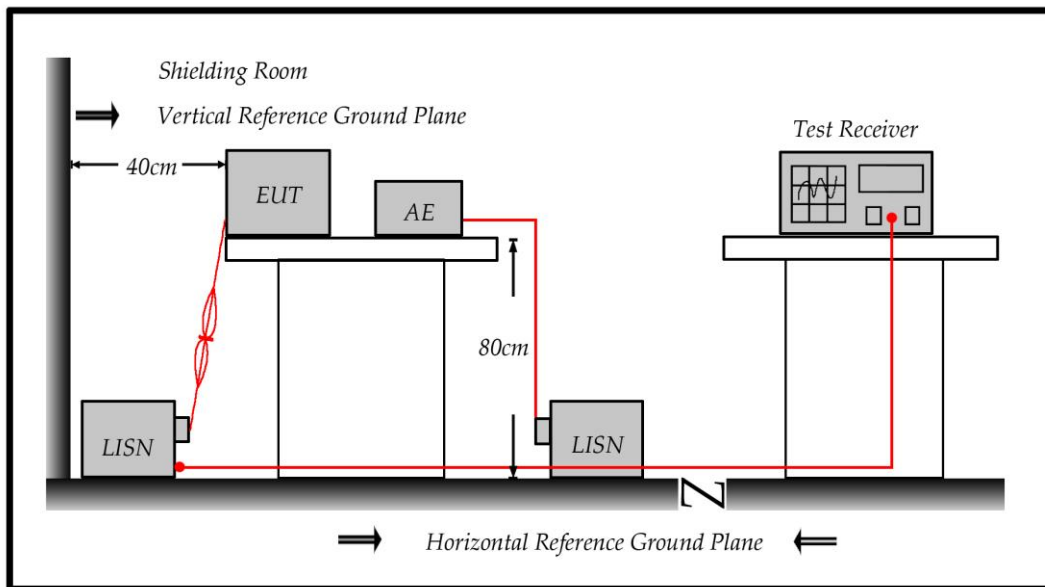 Shielding Room
Vertical Reference Ground Plane
Test Receiver
40cm
EUT
AE
80cm
LISN
LISN
Horizontal Reference Ground Plane